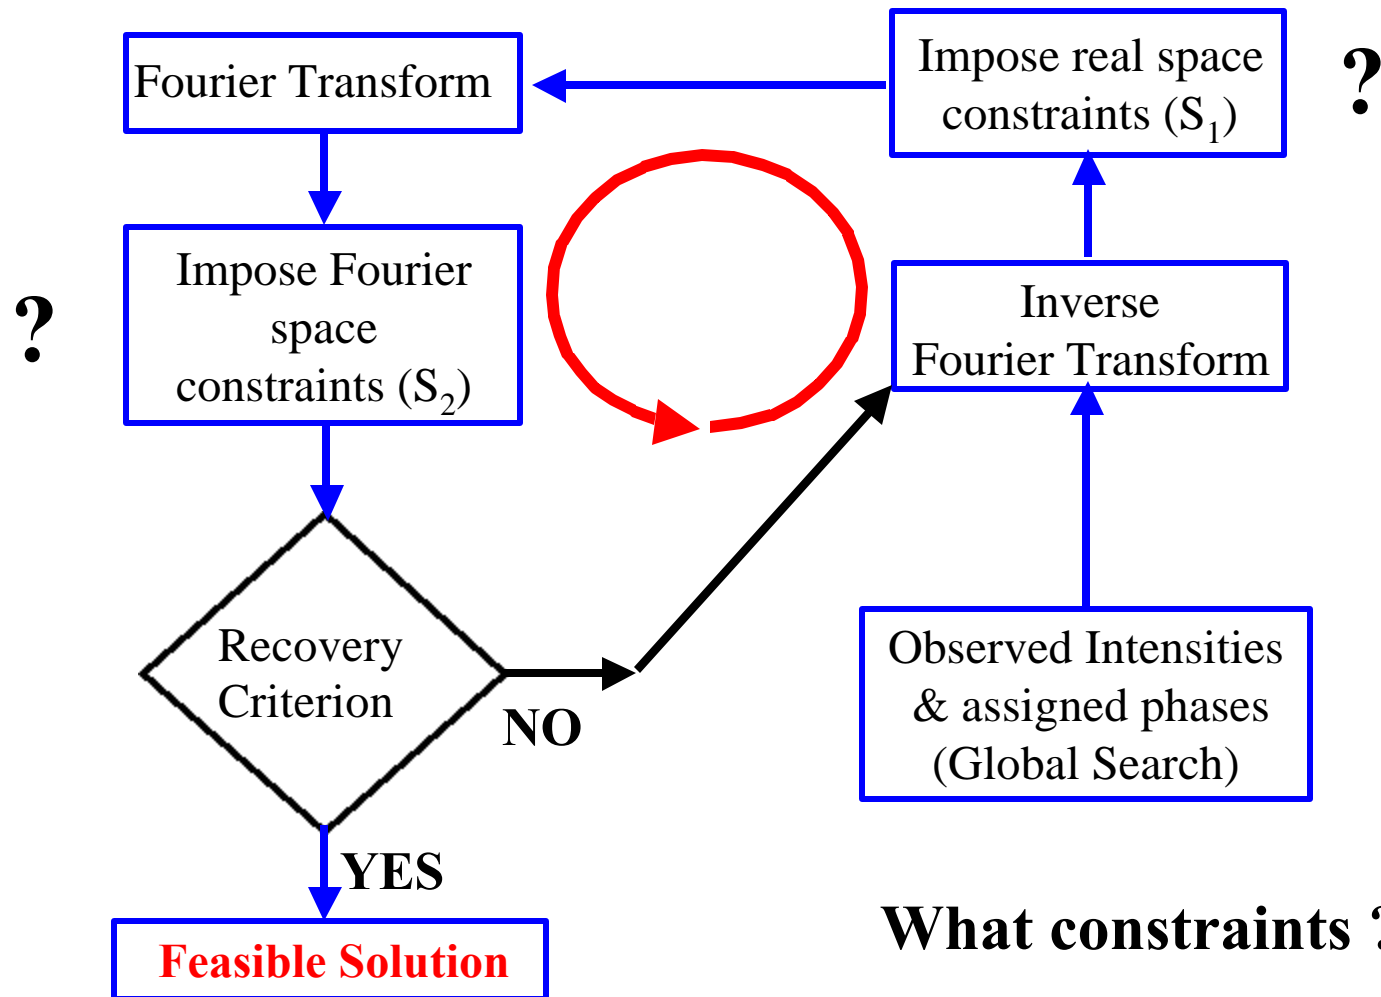 Fourier Transform
Impose real space
constraints (S₁)
?
?
Impose Fourier
space
constraints (S₂)
Inverse
Fourier Transform
Recovery
Criterion
NO
Observed Intensities
& assigned phases
(Global Search)
YES
Feasible Solution
What constraints ?